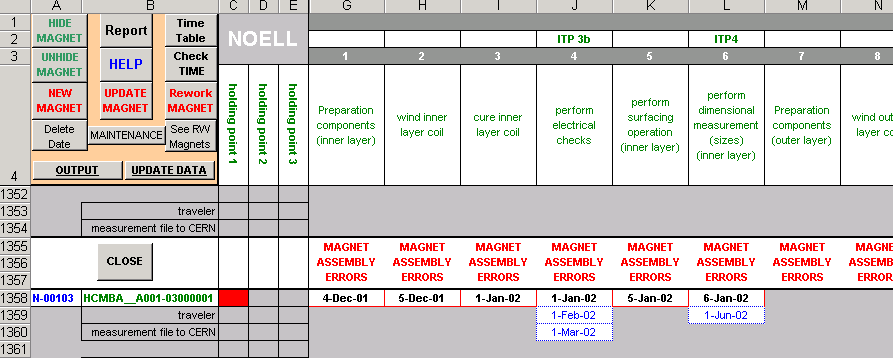 A B C D E G H I J K L M N
1 HIDE MAGNET Report Time Table NOELL
2 ITP 3b ITP4
3 UNHIDE MAGNET HELP Check TIME 1 2 3 4 5 6 7 8
NEW MAGNET UPDATE MAGNET Rework MAGNET
Delete Date MAINTENANCE See RW Magnets
4 OUTPUT UPDATE DATA
holding point 1
holding point 2
holding point 3
Preparation components (inner layer)
wind inner layer coil
cure inner layer coil
perform electrical checks
perform surfacing operation (inner layer)
perform dimensional measurement (sizes) (inner layer)
Preparation components (outer layer)
wind out
layer co
1352
1353 traveler
1354 measurement file to CERN
1355 MAGNET MAGNET MAGNET MAGNET MAGNET MAGNET MAGNET MAGN
1356 CLOSE ASSEMBLY ASSEMBLY ASSEMBLY ASSEMBLY ASSEMBLY ASSEMBLY ASSEMBLY ASSEM
1357 ERRORS ERRORS ERRORS ERRORS ERRORS ERRORS ERRORS ERRO
1358 N-00103 HCMBA__A001-03000001 4-Dec-01 5-Dec-01 1-Jan-02 1-Jan-02 5-Jan-02 6-Jan-02
1359 traveler 1-Feb-02 1-Jun-02
1360 measurement file to CERN 1-Mar-02
1361